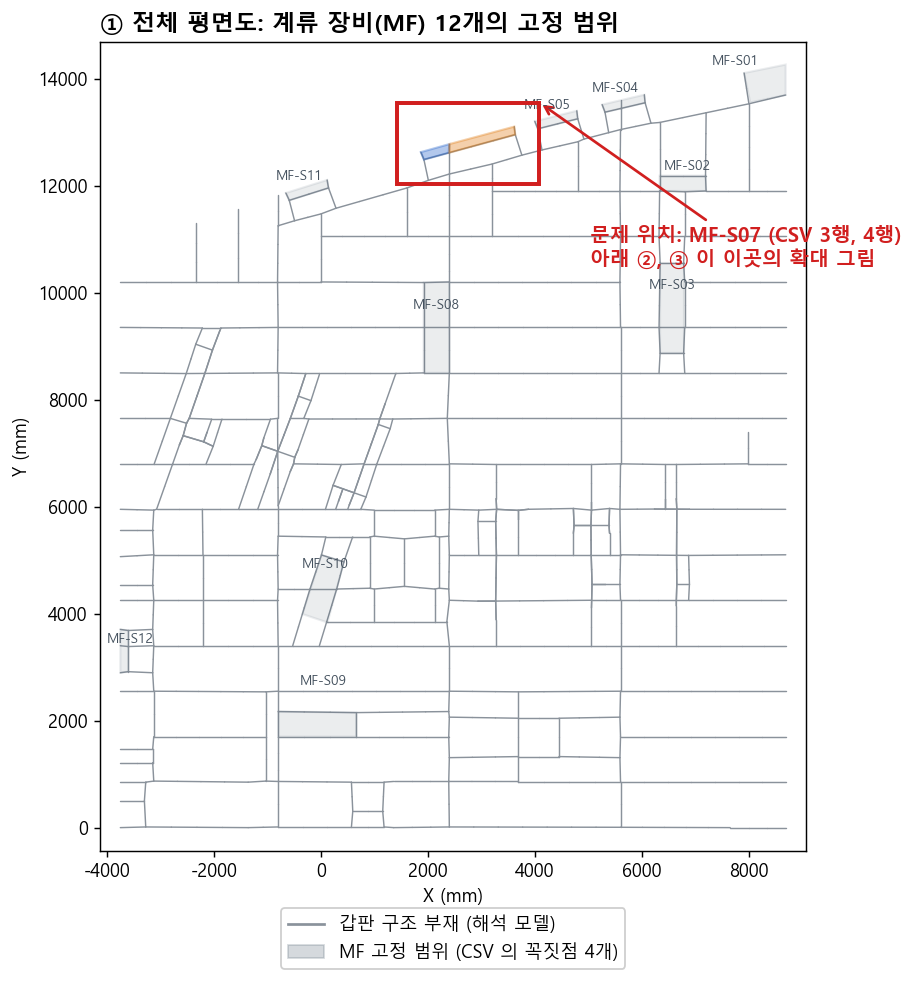 ① 전체 평면도: 계류 장비(MF) 12개의 고정 범위
14000
12000
10000
8000
6000
4000
2000
0
Y (mm)
MF-S01
MF-S04
MF-S05
MF-S02
MF-S11
문제 위치: MF-S07 (CSV 3행, 4행)
아래 ②, ③ 이 이곳의 확대 그림
MF-S03
MF-S08
MF-S10
MF-S12
MF-S09
-4000 -2000 0 2000 4000 6000 8000
X (mm)
갑판 구조 부재 (해석 모델)
MF 고정 범위 (CSV 의 꼭짓점 4개)